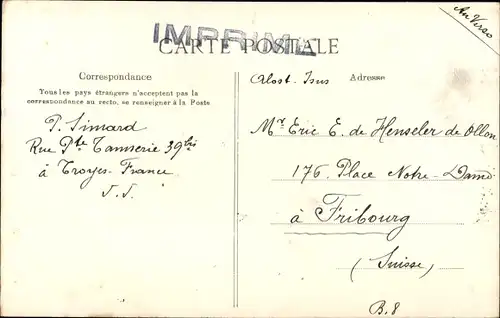 Au Verso
IMPRIMÉ
CARTE POSTALE
Correspondance
Tous les pays étrangers n'acceptent pas la
correspondance au recto, se renseigner à la Poste
P. Simard
Rue Pte Tannerie 39bis
à Troyes-France
Adresse
Mr Eric E. de Henseler de Ollon
176, Place Notre-Dame
à Fribourg
(Suisse)
B.8